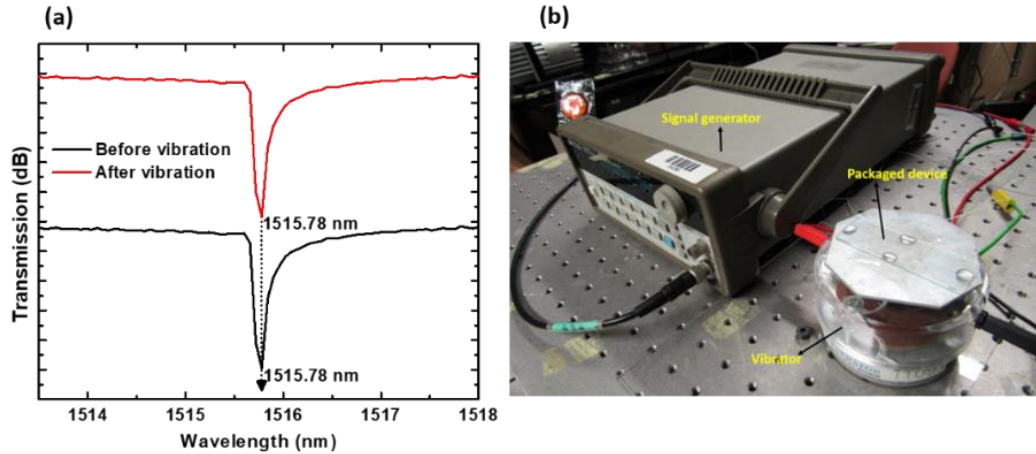 (a)
(b)
Before vibration
After vibration
1515.78 nm
1515.78 nm
Transmission (dB)
1514
1515
1516
1517
1518
Wavelength (nm)
Signal generator
Packaged device
Vibrator